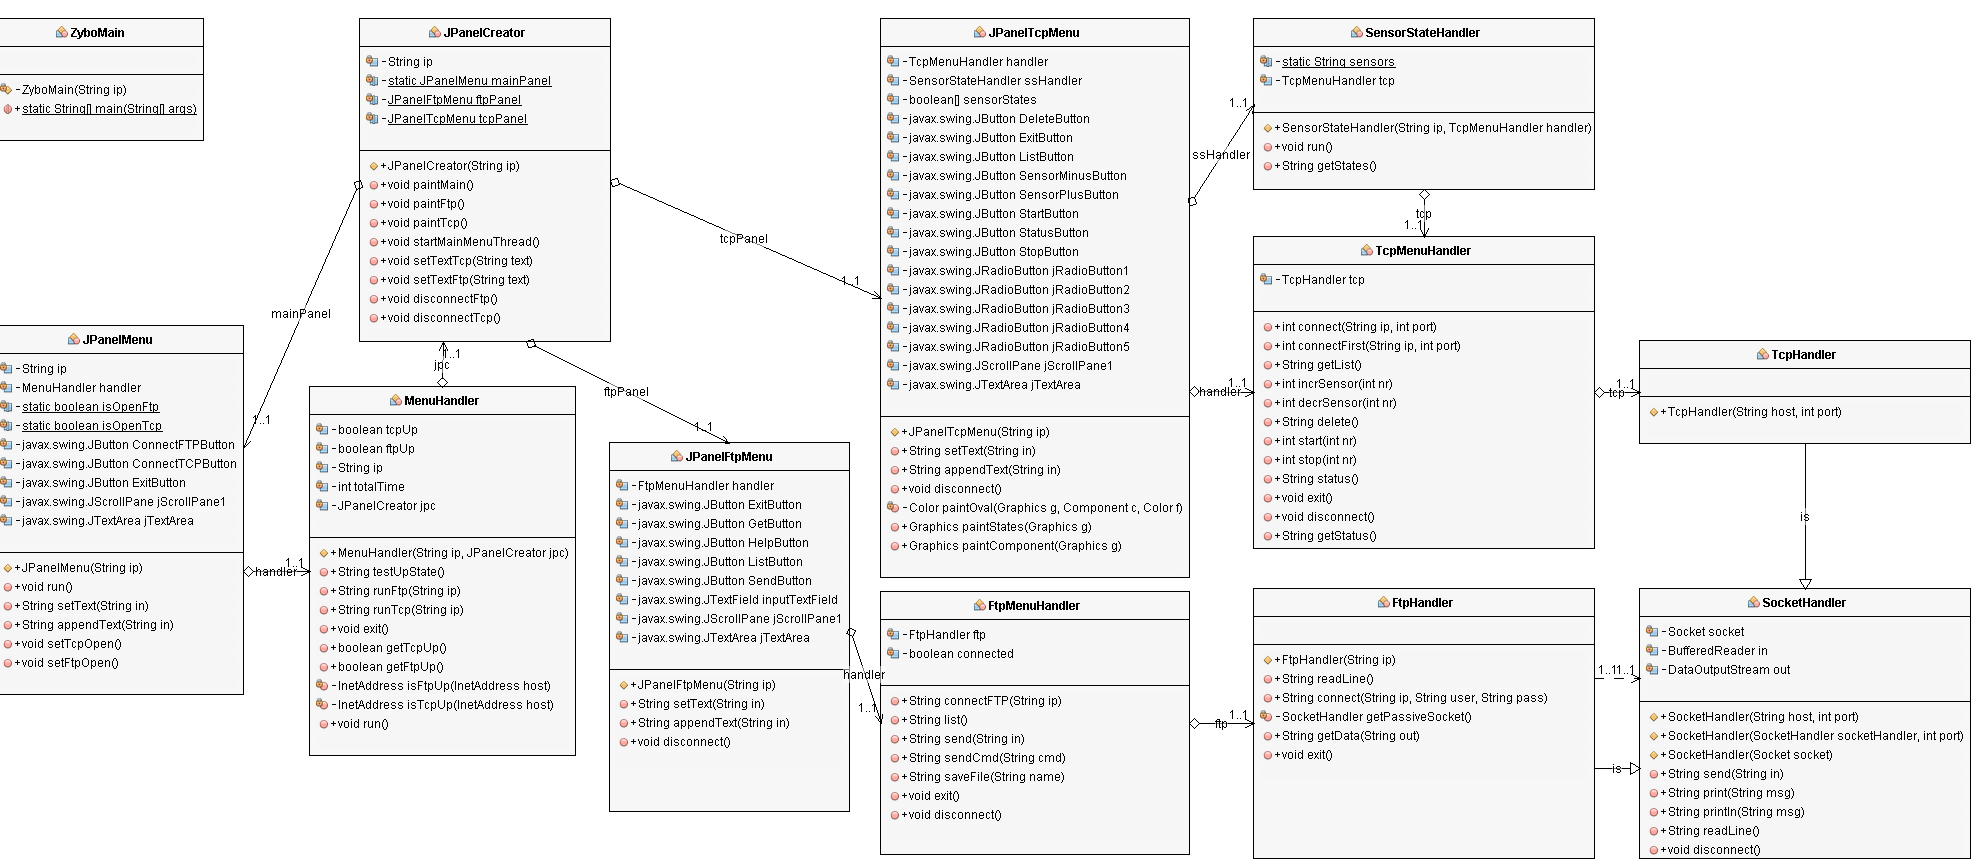 ZyboMain
-ZyboMain(String ip)
+static String[] main(String[] args)
JPanelCreator
-String ip
-static JPanelMenu mainPanel
-JPanelFtpMenu ftpPanel
-JPanelTcpMenu tcpPanel
+JPanelCreator(String ip)
+void paintMain()
+void paintFtp()
+void paintTcp()
+void startMainMenuThread()
+void setTextTcp(String text)
+void setTextFtp(String text)
+void disconnectFtp()
+void disconnectTcp()
mainPanel
1..1
tcpPanel
1..1
ftpPanel
1..1
jpc
1..1
JPanelMenu
-String ip
-MenuHandler handler
-static boolean isOpenFtp
-static boolean isOpenTcp
-javax.swing.JButton ConnectFTPButton
-javax.swing.JButton ConnectTCPButton
-javax.swing.JButton ExitButton
-javax.swing.JScrollPane jScrollPane1
-javax.swing.JTextArea jTextArea
+JPanelMenu(String ip)
+void run()
+String setText(String in)
+String appendText(String in)
+void setTcpOpen()
+void setFtpOpen()
handler
1..1
MenuHandler
-boolean tcpUp
-boolean ftpUp
-String ip
-int totalTime
-JPanelCreator jpc
+MenuHandler(String ip, JPanelCreator jpc)
+String testUpState()
+String runFtp(String ip)
+String runTcp(String ip)
+void exit()
+boolean getTcpUp()
+boolean getFtpUp()
-InetAddress isFtpUp(InetAddress host)
-InetAddress isTcpUp(InetAddress host)
+void run()
JPanelFtpMenu
-FtpMenuHandler handler
-javax.swing.JButton ExitButton
-javax.swing.JButton GetButton
-javax.swing.JButton HelpButton
-javax.swing.JButton ListButton
-javax.swing.JButton SendButton
-javax.swing.JTextField inputTextField
-javax.swing.JScrollPane jScrollPane1
-javax.swing.JTextArea jTextArea
+JPanelFtpMenu(String ip)
+String setText(String in)
+String appendText(String in)
+void disconnect()
handler
1..1
JPanelTcpMenu
-TcpMenuHandler handler
-SensorStateHandler ssHandler
-boolean[] sensorStates
-javax.swing.JButton DeleteButton
-javax.swing.JButton ExitButton
-javax.swing.JButton ListButton
-javax.swing.JButton SensorMinusButton
-javax.swing.JButton SensorPlusButton
-javax.swing.JButton StartButton
-javax.swing.JButton StatusButton
-javax.swing.JButton StopButton
-javax.swing.JRadioButton jRadioButton1
-javax.swing.JRadioButton jRadioButton2
-javax.swing.JRadioButton jRadioButton3
-javax.swing.JRadioButton jRadioButton4
-javax.swing.JRadioButton jRadioButton5
-javax.swing.JScrollPane jScrollPane1
-javax.swing.JTextArea jTextArea
+JPanelTcpMenu(String ip)
+String setText(String in)
+String appendText(String in)
+void disconnect()
-Color paintOval(Graphics g, Component c, Color f)
+Graphics paintStates(Graphics g)
+Graphics paintComponent(Graphics g)
ssHandler
1..1
handler
1..1
FtpMenuHandler
-FtpHandler ftp
-boolean connected
+String connectFTP(String ip)
+String list()
+String send(String in)
+String sendCmd(String cmd)
+String saveFile(String name)
+void exit()
+void disconnect()
ftp
1..1
SensorStateHandler
-static String sensors
-TcpMenuHandler tcp
+SensorStateHandler(String ip, TcpMenuHandler handler)
+void run()
+String getStates()
tcp
1..1
TcpMenuHandler
-TcpHandler tcp
+int connect(String ip, int port)
+int connectFirst(String ip, int port)
+String getList()
+int incrSensor(int nr)
+int decrSensor(int nr)
+String delete()
+int start(int nr)
+int stop(int nr)
+String status()
+void exit()
+void disconnect()
+String getStatus()
tcp
1..1
FtpHandler
+FtpHandler(String ip)
+String readLine()
+String connect(String ip, String user, String pass)
-SocketHandler getPassiveSocket()
+String getData(String out)
+void exit()
1..11..1
is
TcpHandler
+TcpHandler(String host, int port)
is
SocketHandler
-Socket socket
-BufferedReader in
-DataOutputStream out
+SocketHandler(String host, int port)
+SocketHandler(SocketHandler socketHandler, int port)
+SocketHandler(Socket socket)
+String send(String in)
+String print(String msg)
+String println(String msg)
+String readLine()
+void disconnect()